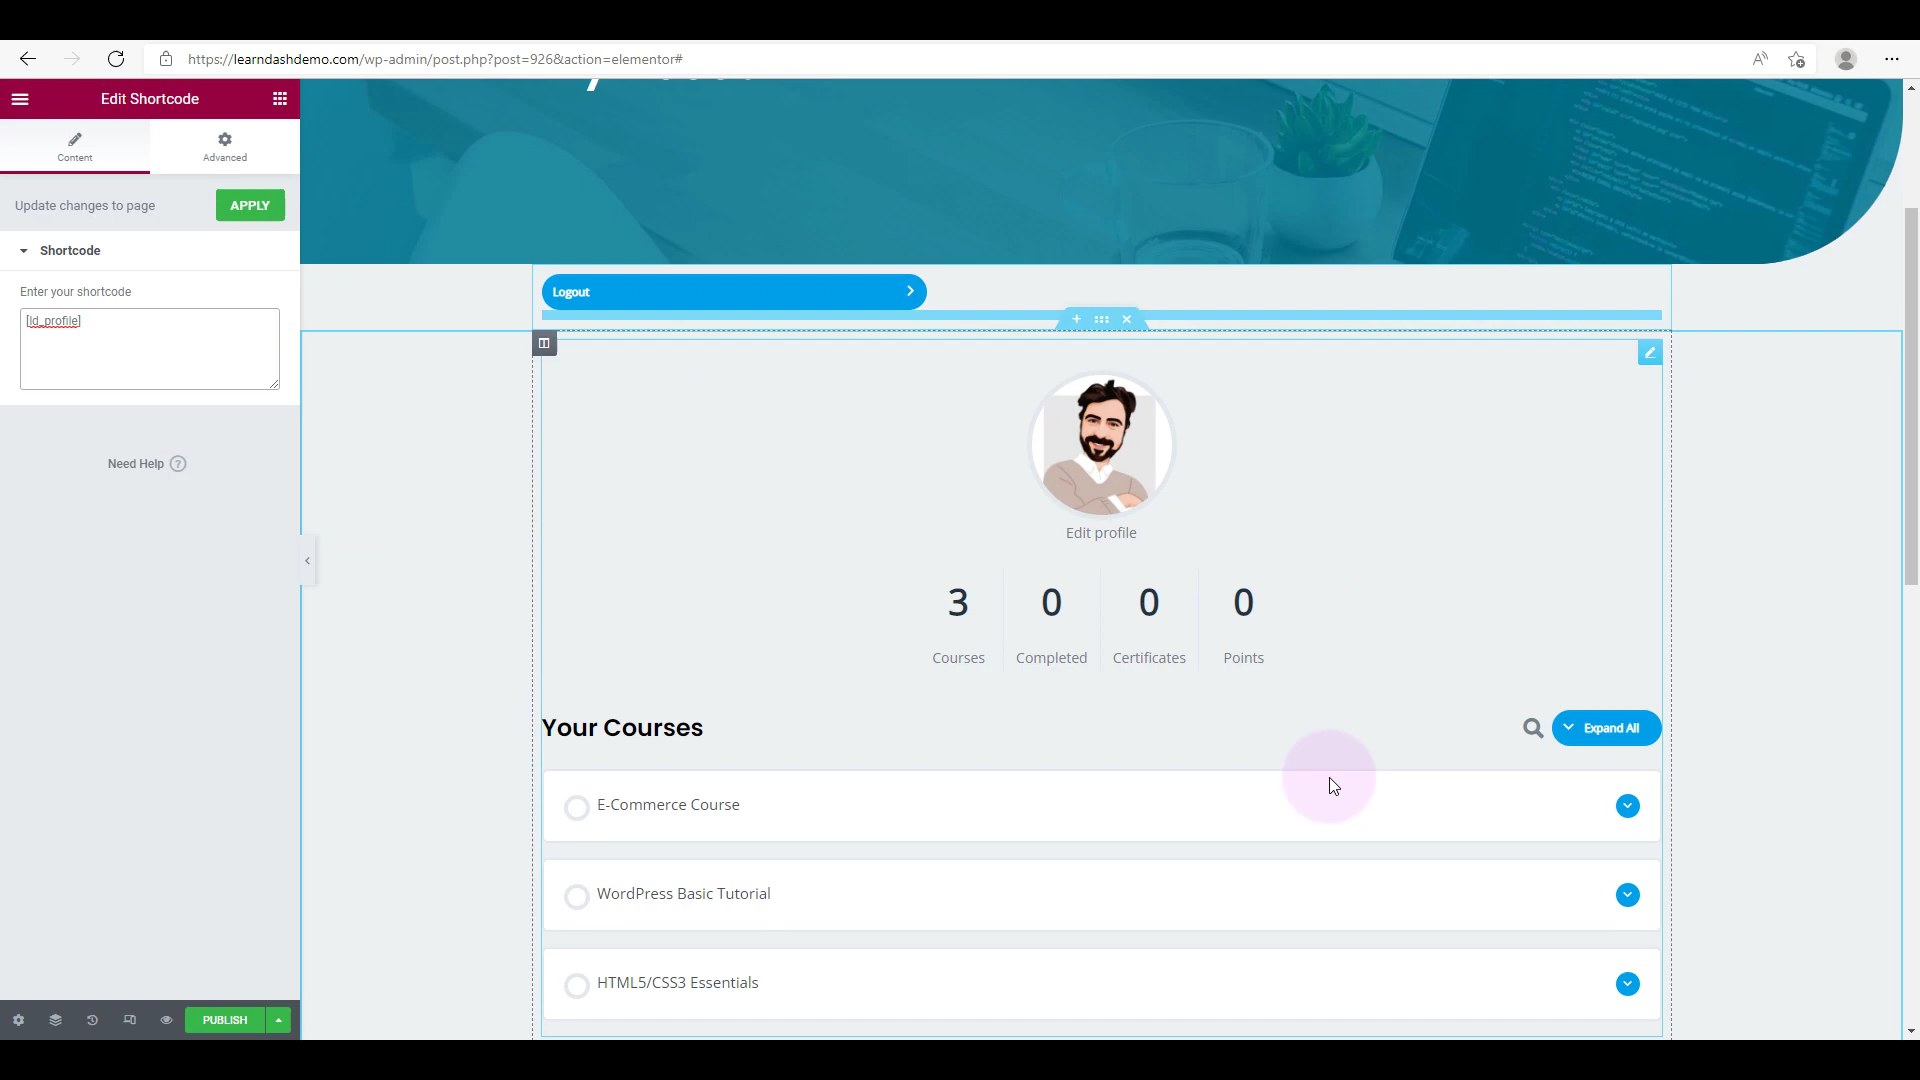 https://learndashdemo.com/wp-admin/post.php?post=926&action=elementor#
Edit Shortcode
Content
Advanced
Update changes to page
APPLY
Shortcode
Enter your shortcode
[ld_profile]
Need Help ?
PUBLISH
Logout
Edit profile
3 0 0 0
Courses Completed Certificates Points
Your Courses
Expand All
E-Commerce Course
WordPress Basic Tutorial
HTML5/CSS3 Essentials